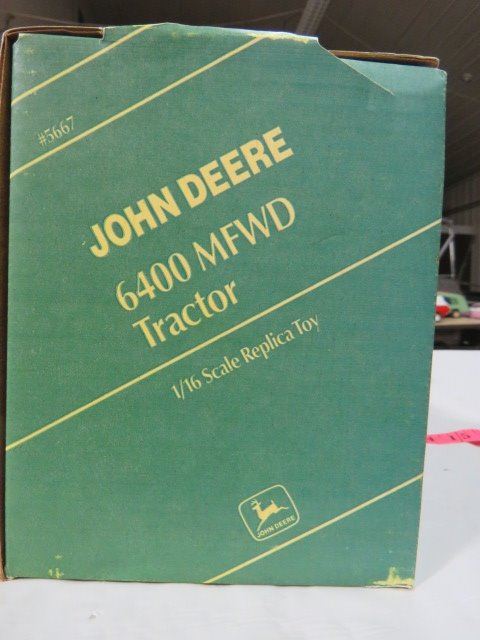 #5667
JOHN DEERE
6400 MFWD
Tractor
1/16 Scale Replica Toy
JOHN DEERE